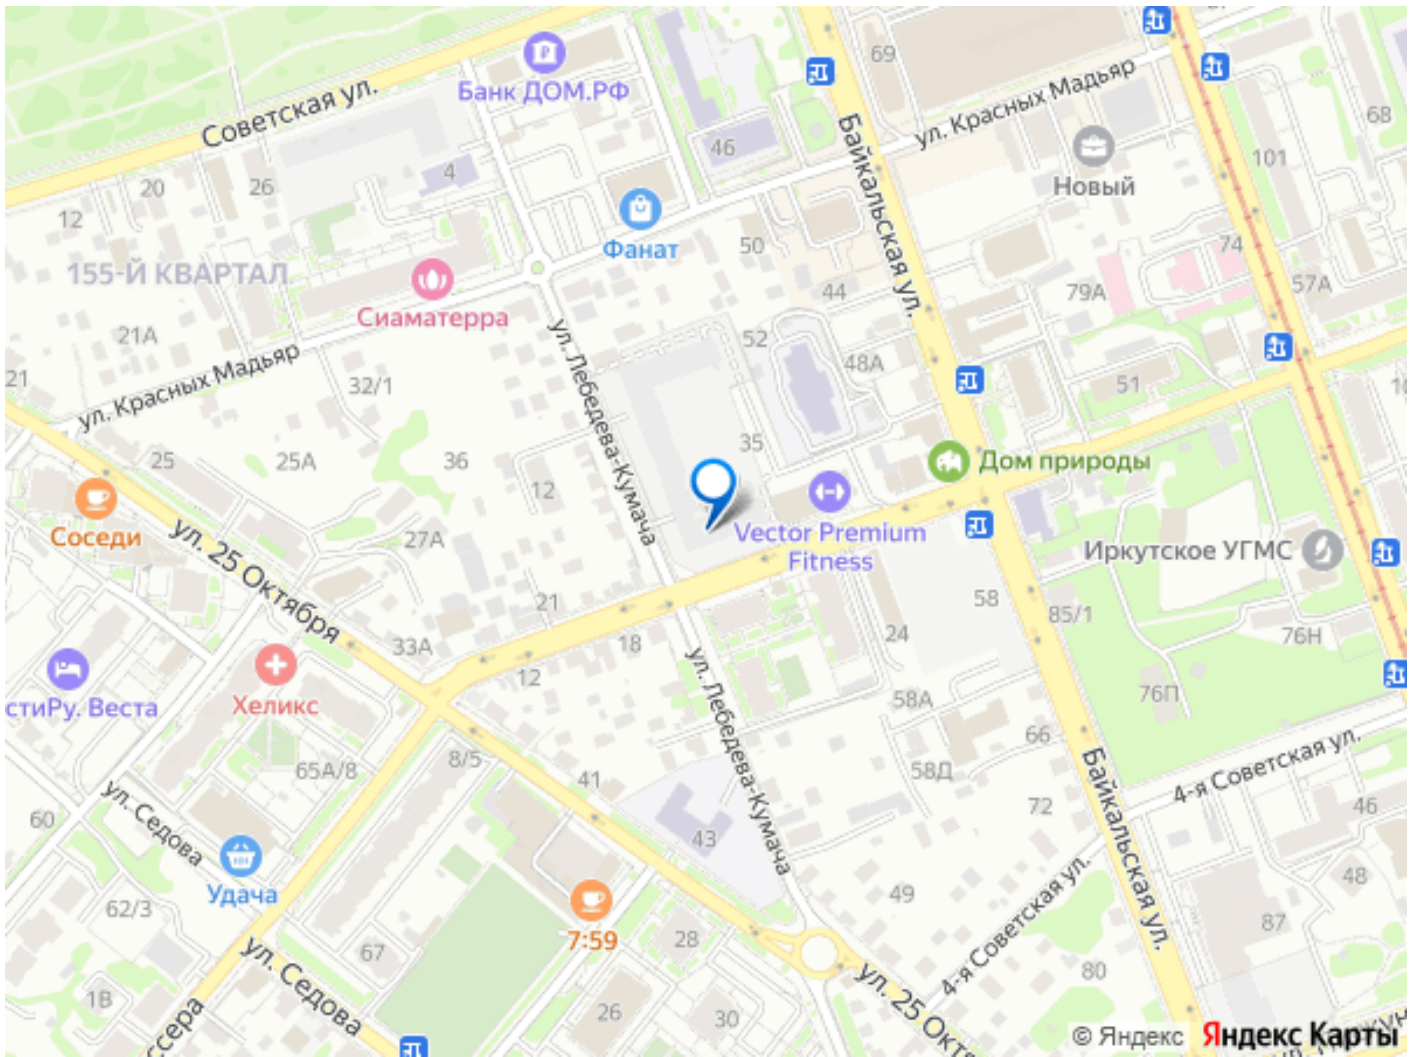 69
Банк ДОМ.РФ
ул. Красных Мадьяр
Советская ул.
Байкальская ул.
68
46
101
4
Новый
20
26
12
Фанат
50
74
155-Й КВАРТАЛ
57А
79А
44
Сиаматерра
21А
52
48А
21
ул. Красных Мадьяр
32/1
51
ул. Лебедева-Кумача
35
25
25А
36
Дом природы
12
Соседи
ул. 25 Октября
27А
Vector Premium
Fitness
Иркутское УГМС
21
58
85/1
33А
18
24
76Н
стиРу. Веста
Хеликс
12
58А
76П
ул. Лебедева-Кумача
66
4-я Советская ул.
8/5
65А/8
41
58Д
Байкальская ул.
ул. Седова
60
72
46
43
Удача
4-я Советская ул.
48
62/3
49
87
7:59
28
67
ул. Седова
80
1В
ул. 25 Окт
26
30
ссера
© Яндекс
Яндекс Карты